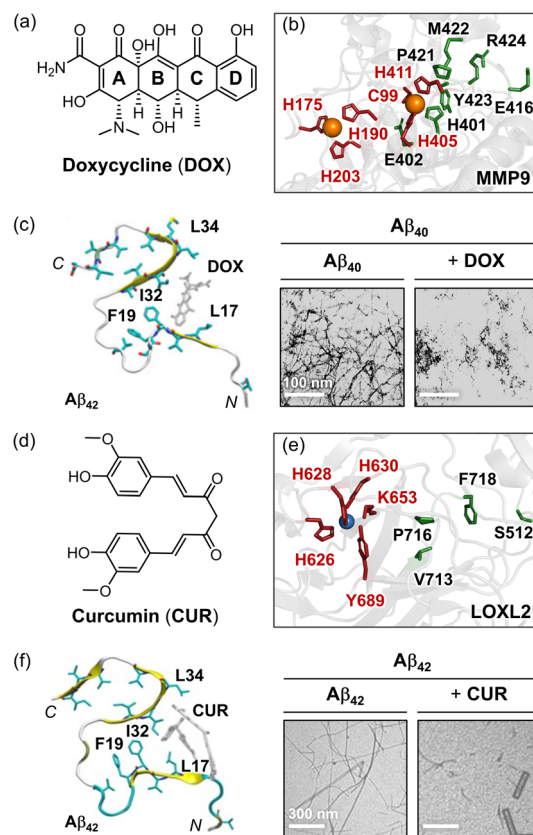 (a)
O OH O O OH
H₂N
OH
A B C D
HO
H H
N OH
Doxycycline (DOX)
(b)
M422
P421
R424
H411
C99
H175
Y423
E416
H190
H401
H405
E402
H203
MMP9
(c)
L34
C
DOX
I32
F19
L17
Aβ₄₂
N
Aβ₄₀
Aβ₄₀
+ DOX
100 nm
(d)
O
HO
O
O
HO
O
Curcumin (CUR)
(e)
H628
H630
F718
K653
P716
S512
H626
V713
Y689
LOXL2
(f)
L34
C
CUR
I32
F19
L17
Aβ₄₂
N
Aβ₄₂
Aβ₄₂
+ CUR
300 nm